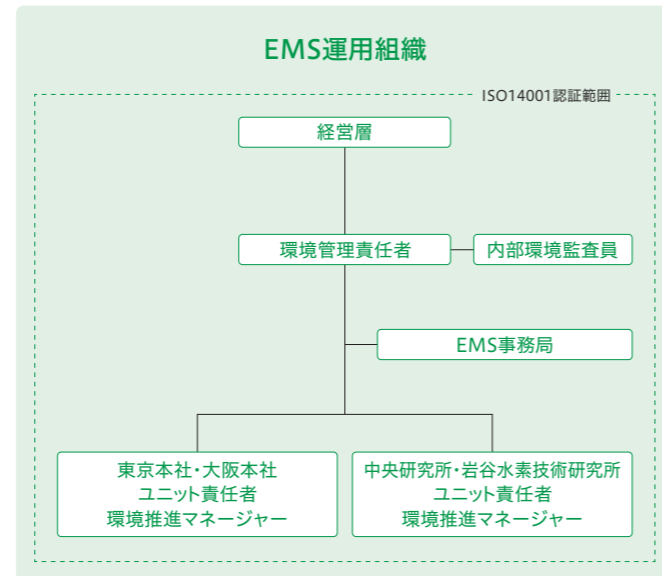 EMS運用組織
ISO14001認証範囲
経営層
環境管理責任者
内部環境監査員
EMS事務局
東京本社・大阪本社
ユニット責任者
環境推進マネージャー
中央研究所・岩谷水素技術研究所
ユニット責任者
環境推進マネージャー